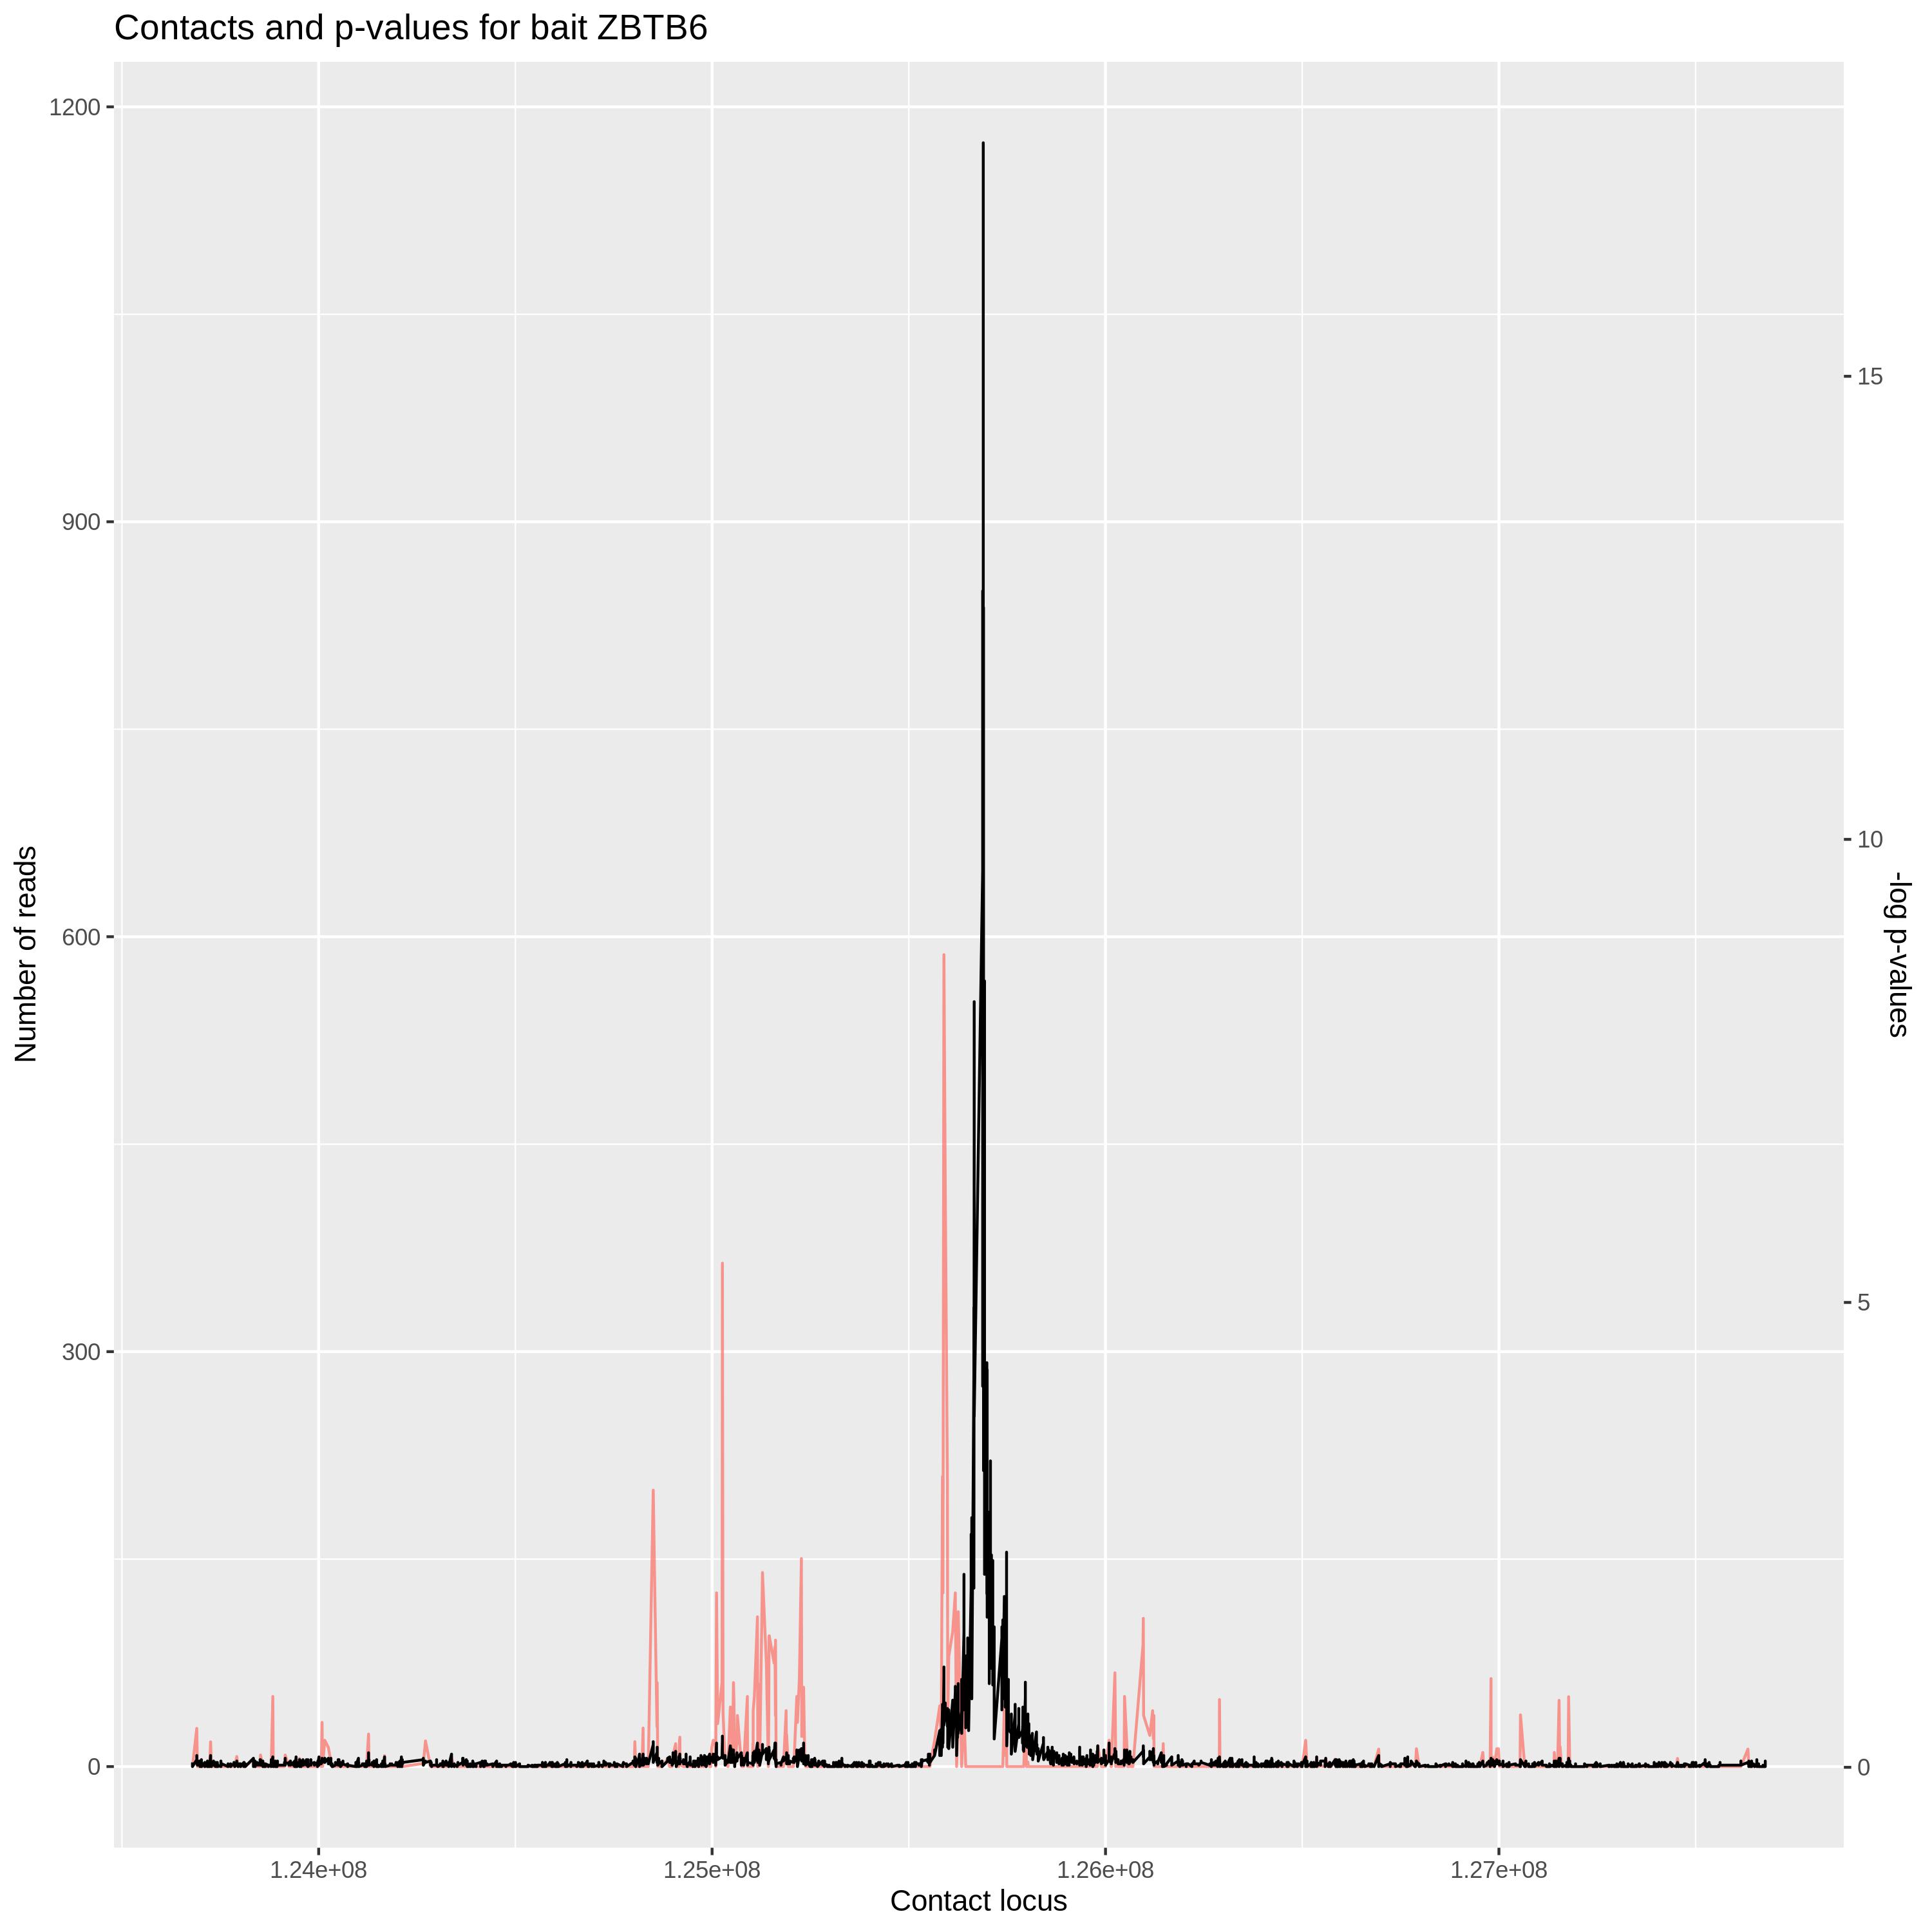 Contacts and p-values for bait ZBTB6
1200
900
600
300
0
Number of reads
15
10
5
0
-log p-values
1.24e+08 1.25e+08 1.26e+08 1.27e+08
Contact locus